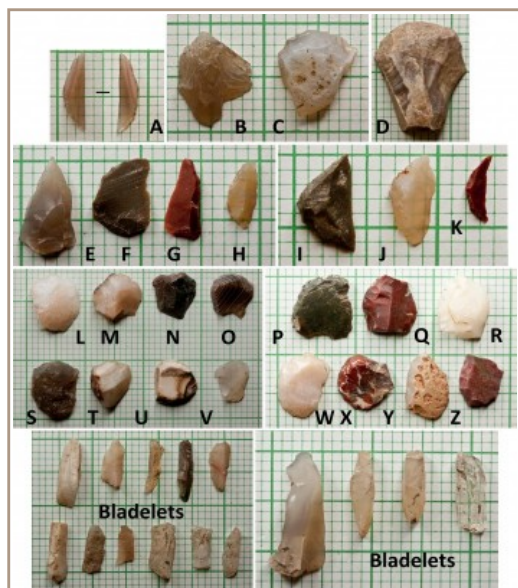 A
B
C
D
E F G H
I J K
L M N O
P Q R
S T U V
W X Y Z
Bladelets
Bladelets